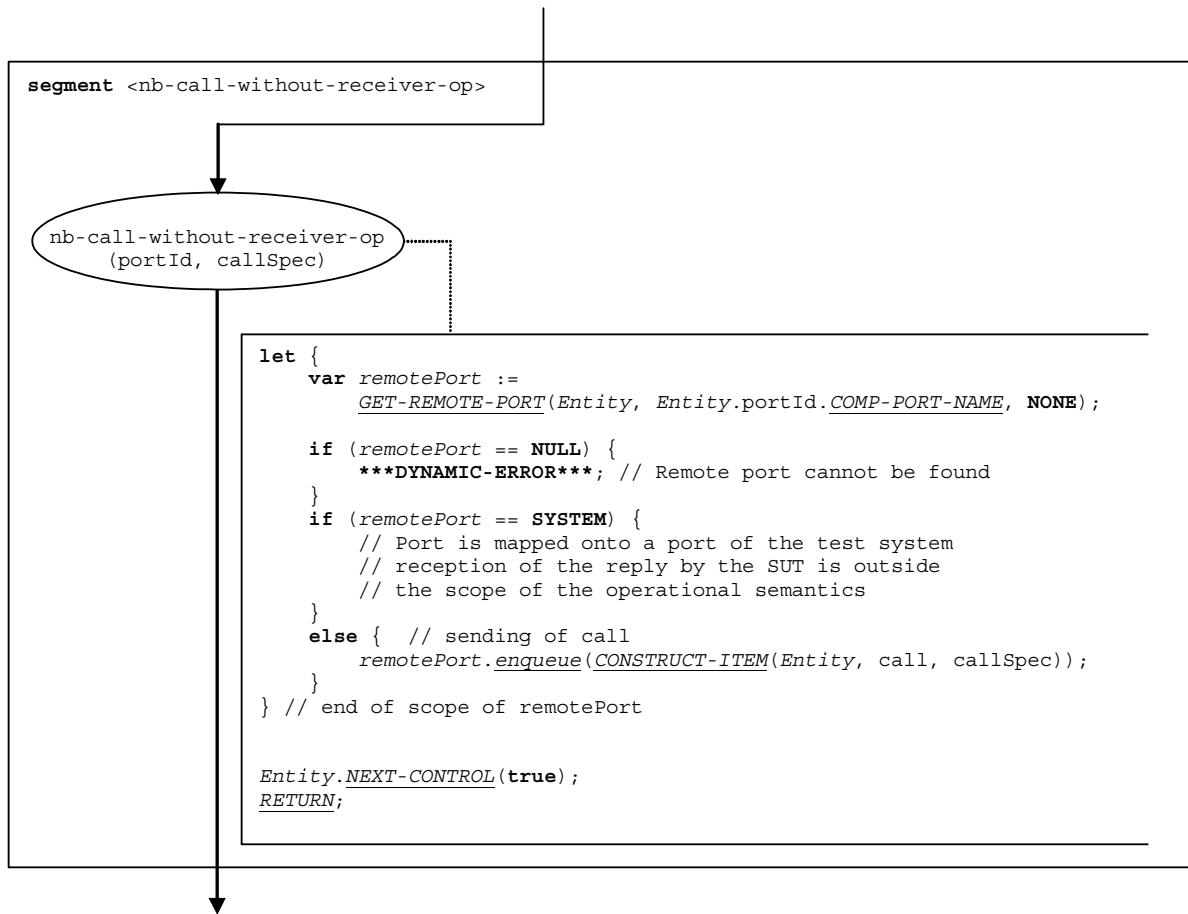 segment <nb-call-without-receiver-op>
nb-call-without-receiver-op
(portId, callSpec)
let {
var remotePort :=
GET-REMOTE-PORT(Entity, Entity.portId.COMP-PORT-NAME, NONE);
if (remotePort == NULL) {
***DYNAMIC-ERROR***; // Remote port cannot be found
}
if (remotePort == SYSTEM) {
// Port is mapped onto a port of the test system
// reception of the reply by the SUT is outside
// the scope of the operational semantics
}
else {  // sending of call
remotePort.enqueue(CONSTRUCT-ITEM(Entity, call, callSpec));
}
} // end of scope of remotePort
Entity.NEXT-CONTROL(true);
RETURN;